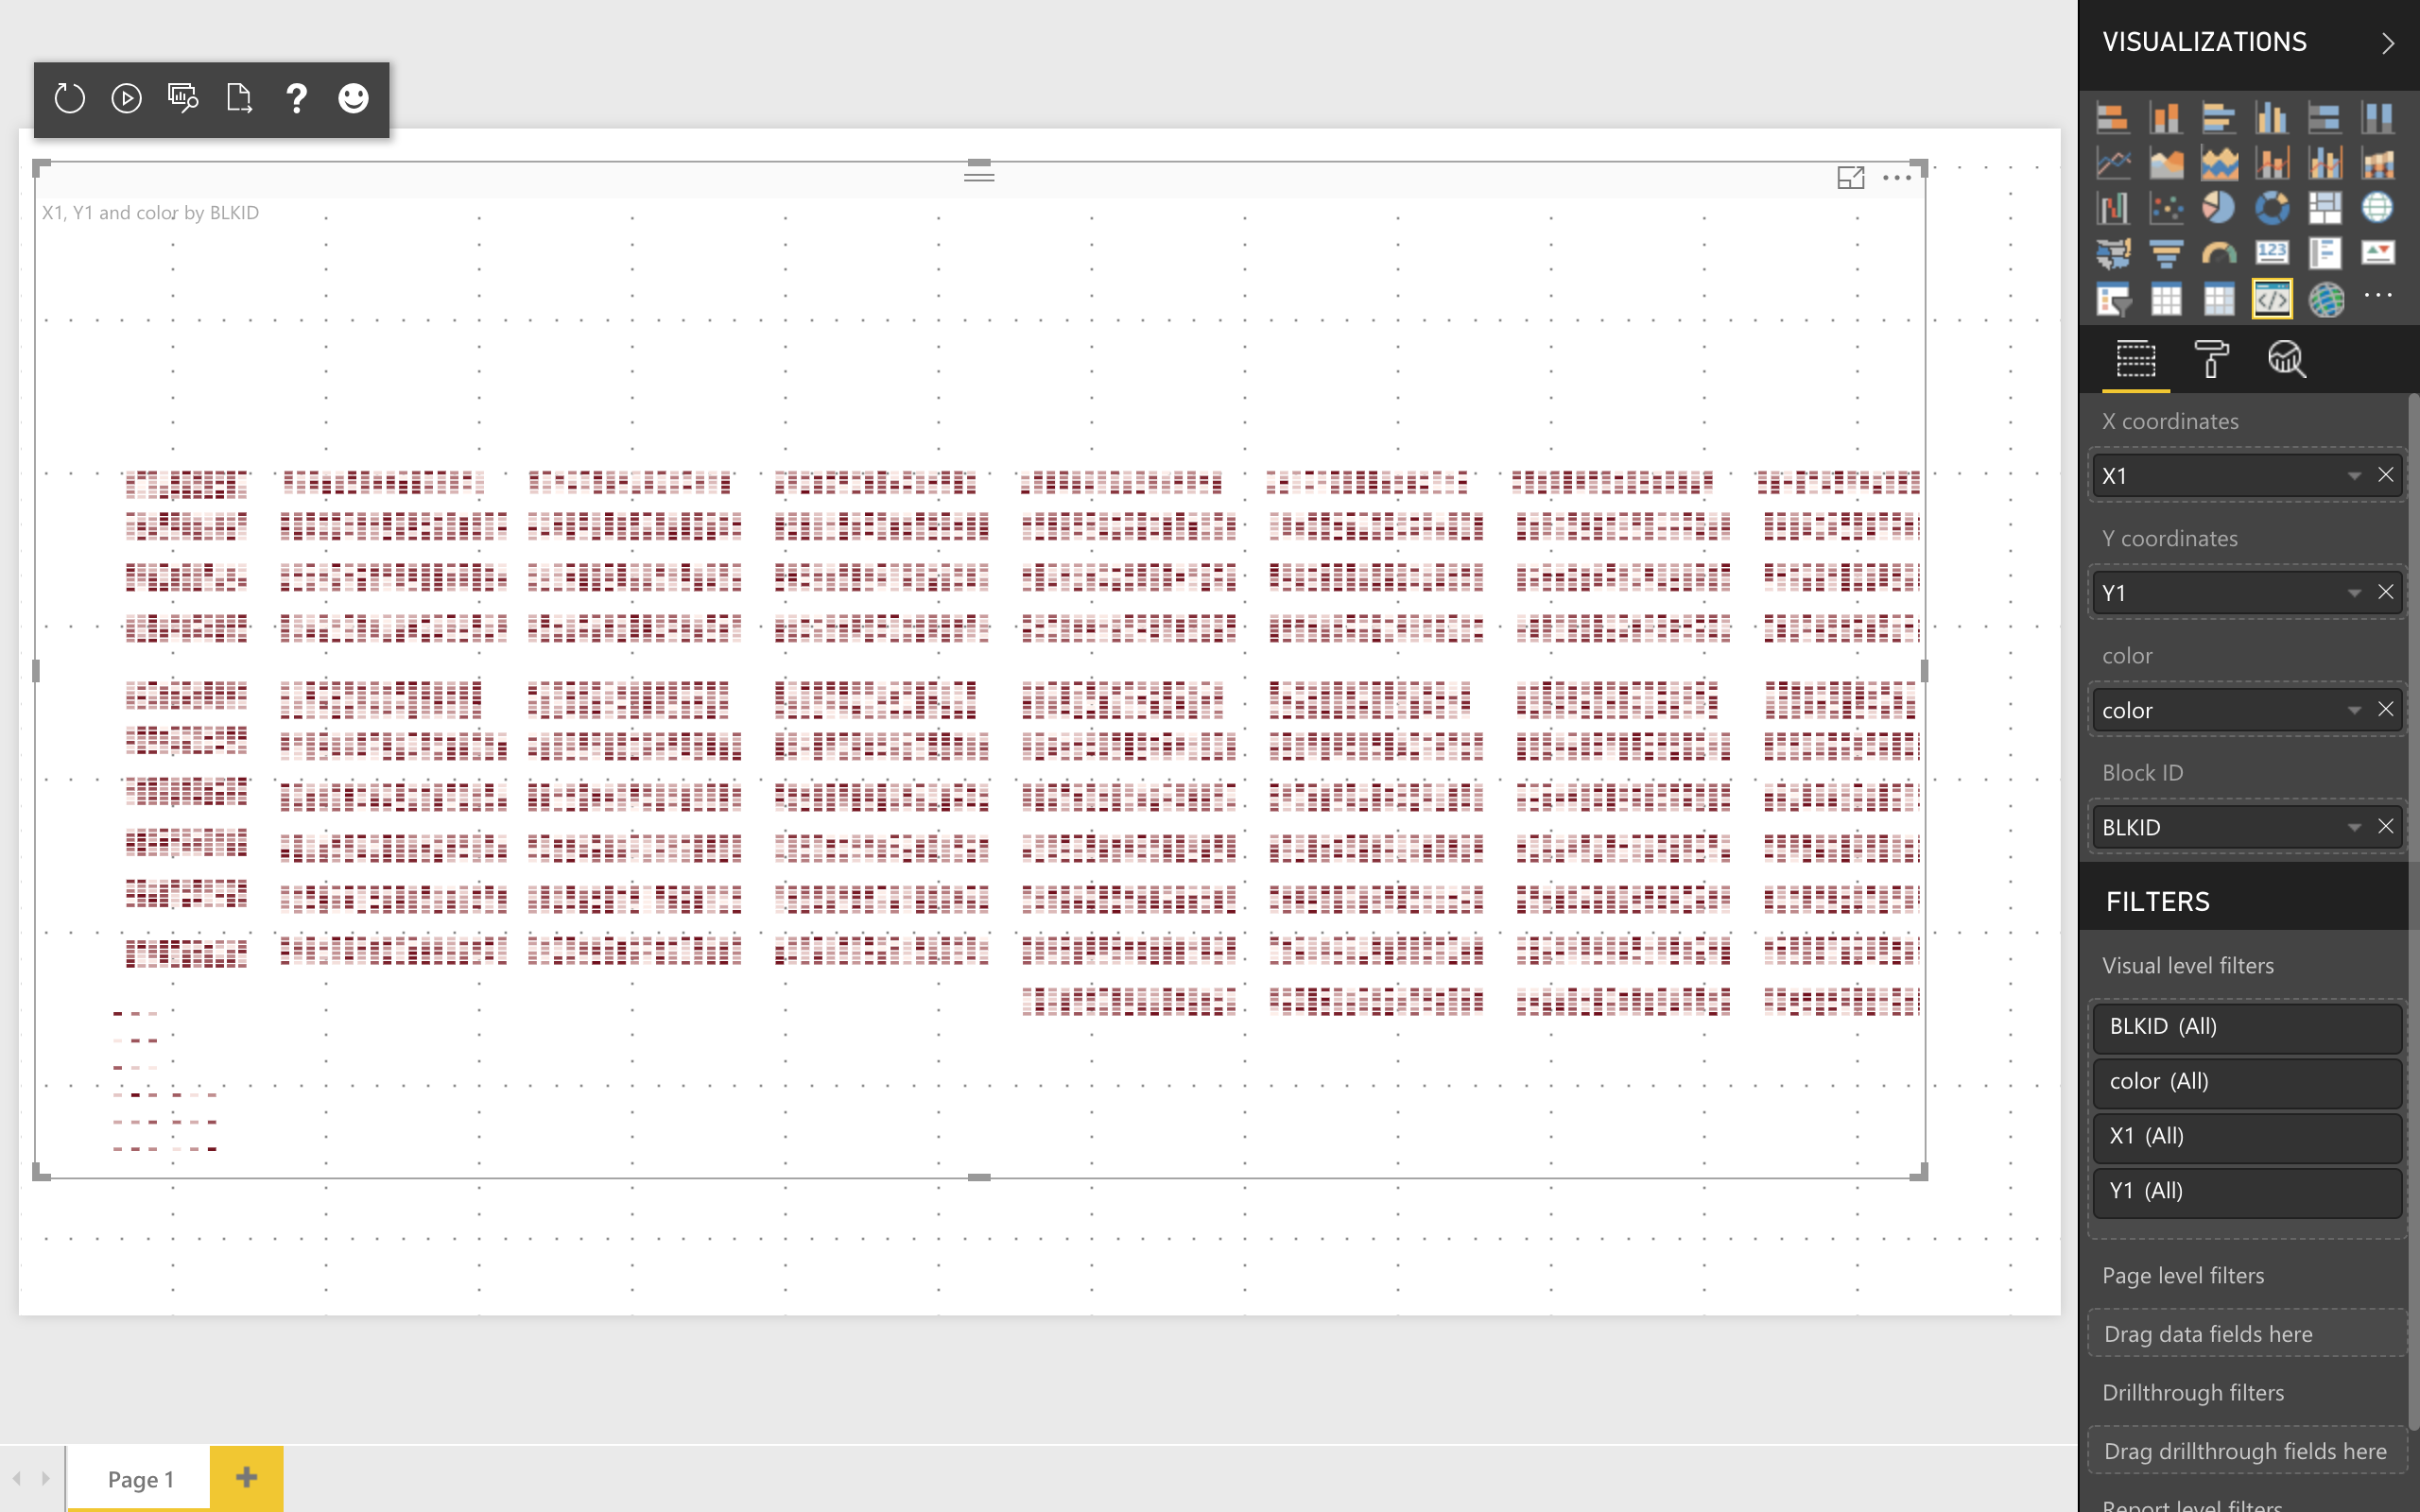 VISUALIZATIONS
X1, Y1 and color by BLKID
123
X coordinates
X1
Y coordinates
Y1
color
color
Block ID
BLKID
FILTERS
Visual level filters
BLKID (All)
color (All)
X1 (All)
Y1 (All)
Page level filters
Drag data fields here
Drillthrough filters
Drag drillthrough fields here
Report level filters
Page 1